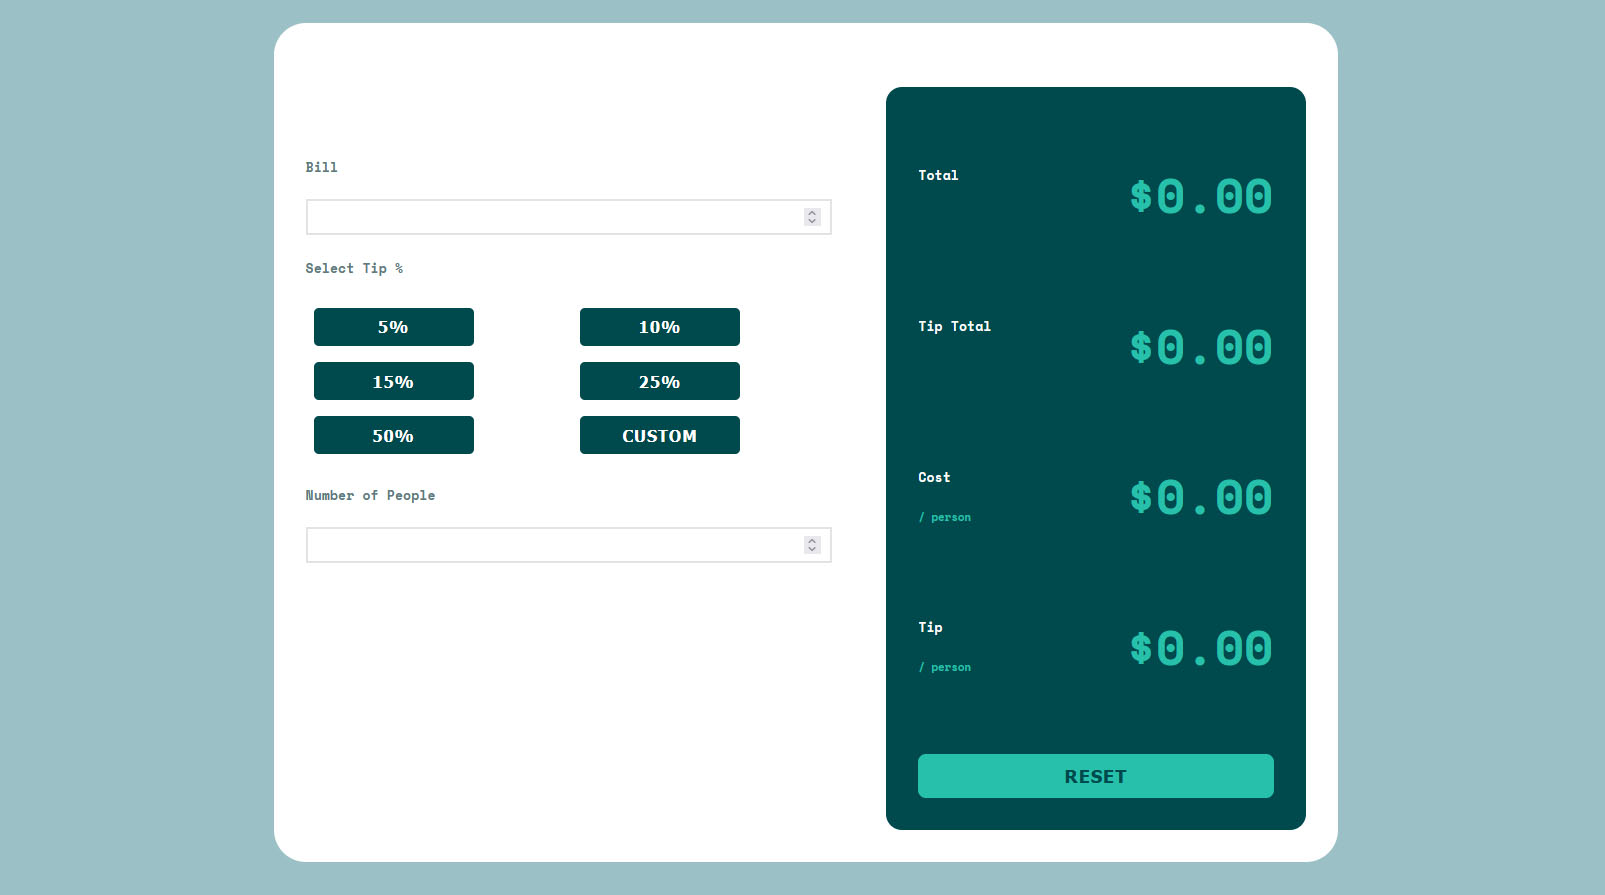 Bill
Select Tip %
5%
10%
15%
25%
50%
CUSTOM
Number of People
Total
$0.00
Tip Total
$0.00
Cost
/ person
$0.00
Tip
/ person
$0.00
RESET